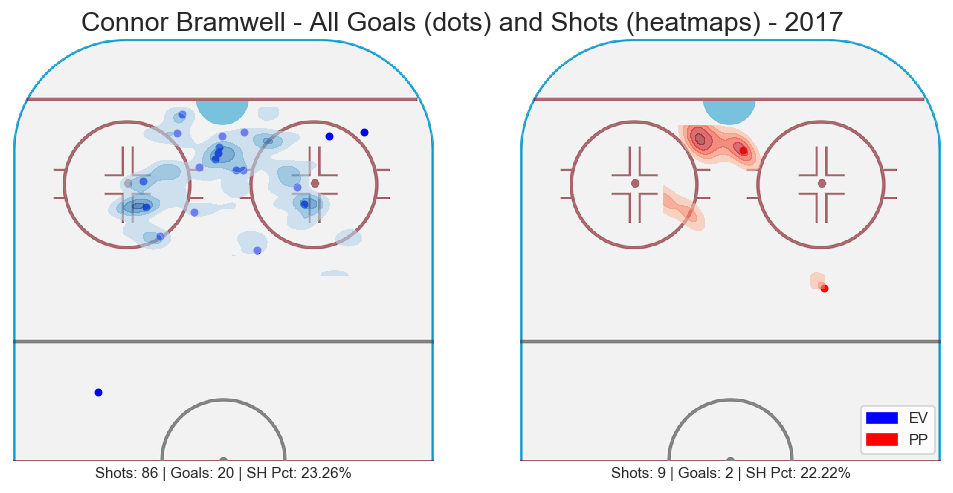 Connor Bramwell - All Goals (dots) and Shots (heatmaps) - 2017
EV
PP
Shots: 86 | Goals: 20 | SH Pct: 23.26%
Shots: 9 | Goals: 2 | SH Pct: 22.22%